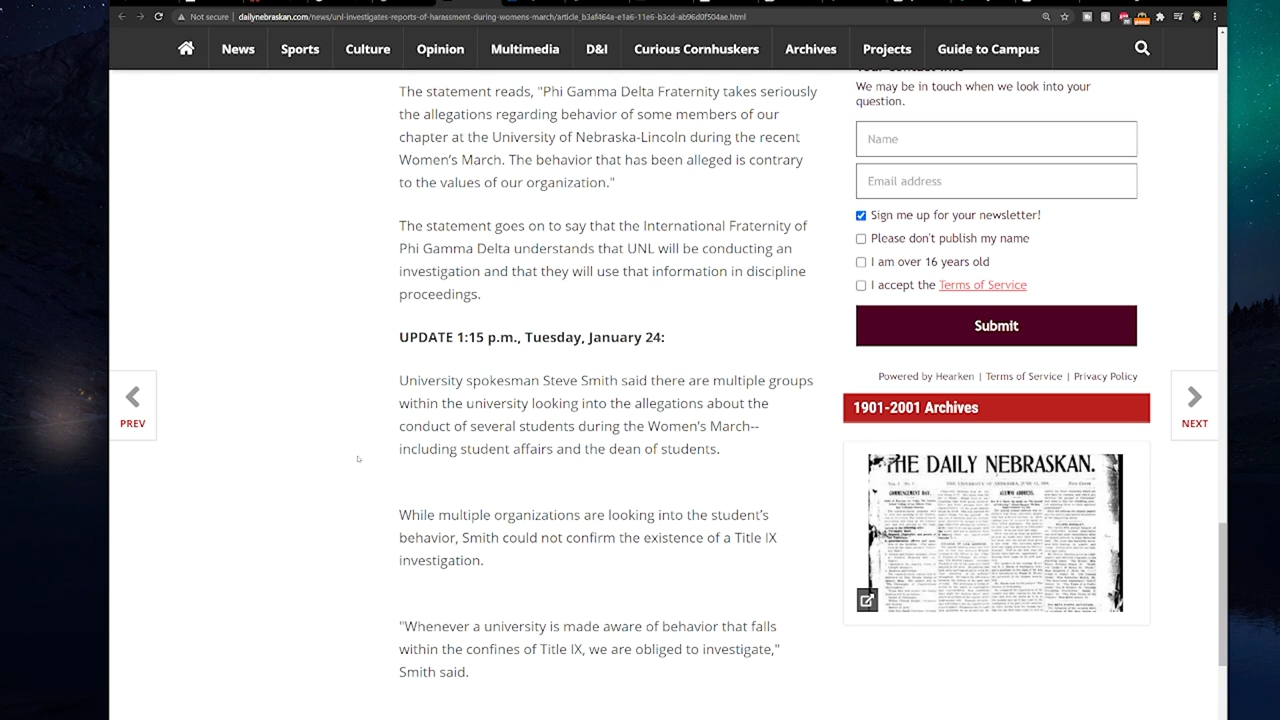 Not secure | dailynebraskan.com/news/unl-investigates-reports-of-harassment-during-womens-march/article_b3af464a-e1a6-11e6-b3cd-ab96d0f504ae.html
News Sports Culture Opinion Multimedia D&I Curious Cornhuskers Archives Projects Guide to Campus
The statement reads, "Phi Gamma Delta Fraternity takes seriously
the allegations regarding behavior of some members of our
chapter at the University of Nebraska-Lincoln during the recent
Women's March. The behavior that has been alleged is contrary
to the values of our organization."
The statement goes on to say that the International Fraternity of
Phi Gamma Delta understands that UNL will be conducting an
investigation and that they will use that information in discipline
proceedings.
UPDATE 1:15 p.m., Tuesday, January 24:
University spokesman Steve Smith said there are multiple groups
within the university looking into the allegations about the
conduct of several students during the Women's March--
including student affairs and the dean of students.
While multiple organizations are looking into the
behavior, Smith could not confirm the existence of a Title IX
investigation.
"Whenever a university is made aware of behavior that falls
within the confines of Title IX, we are obliged to investigate,"
Smith said.
PREV
We may be in touch when we look into your
question.
Name
Email address
Sign me up for your newsletter!
Please don't publish my name
I am over 16 years old
I accept the Terms of Service
Submit
Powered by Hearken | Terms of Service | Privacy Policy
1901-2001 Archives
THE DAILY NEBRASKAN.
COMMENCEMENT DAY.
ALUMNI ADDRESS.
NEXT